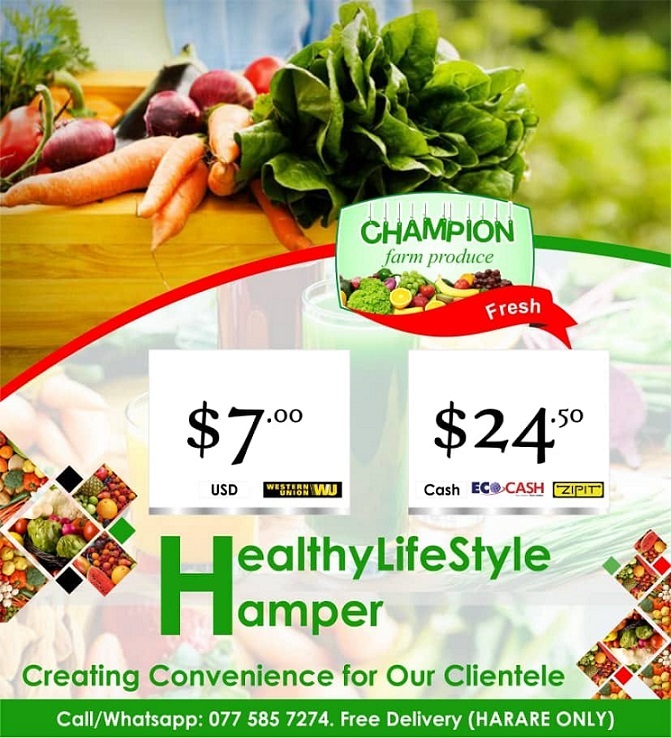 CHAMPION
farm produce
Fresh
$7.00
USD WESTERN UNION WU
$24.50
Cash ECOCASH ZIPIT
HealthyLifeStyle
Hamper
Creating Convenience for Our Clientele
Call/Whatsapp: 077 585 7274. Free Delivery (HARARE ONLY)